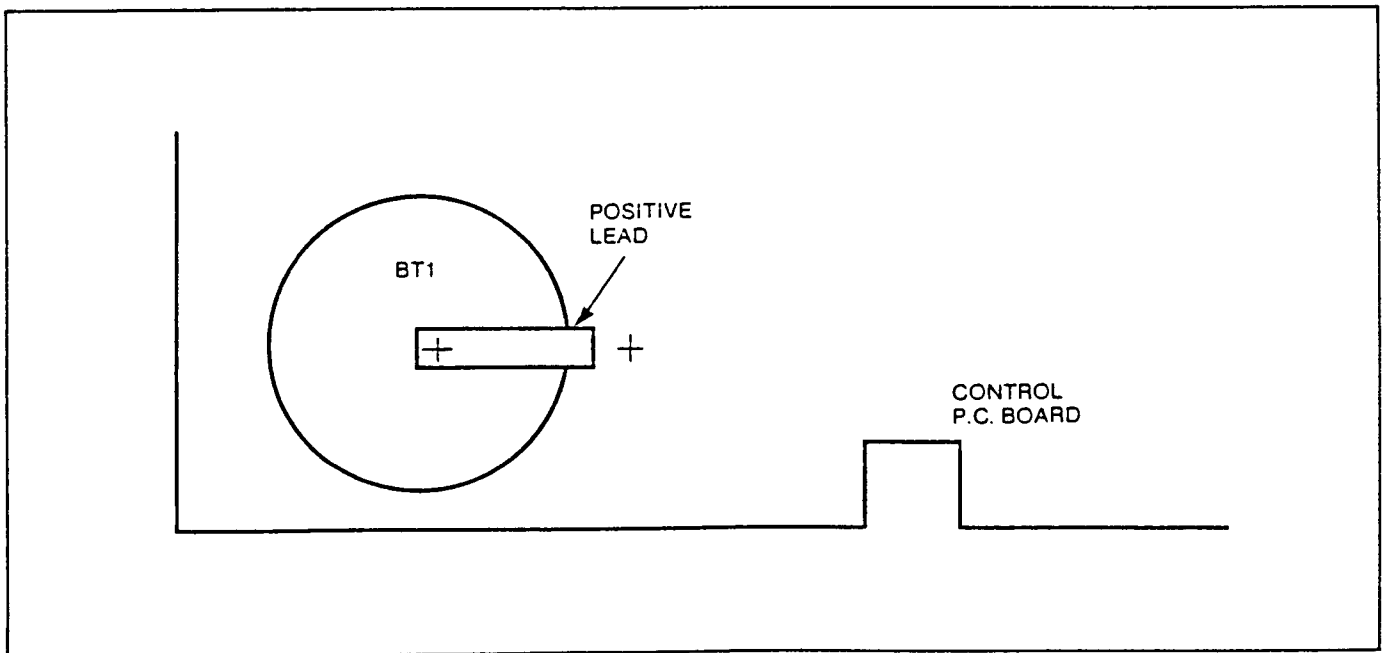 POSITIVE
LEAD
BT1
+ +
CONTROL
P.C. BOARD